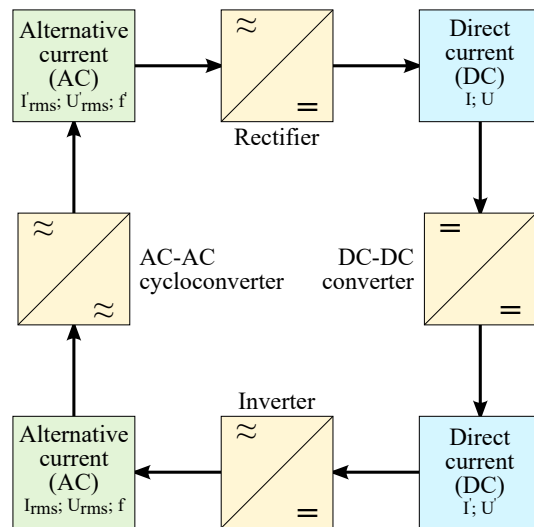 Alternative
current
(AC)
I'rms; U'rms; f'
≈
=
Rectifier
Direct
current
(DC)
I; U
≈
≈
AC-AC
cycloconverter
DC-DC
converter
=
=
Alternative
current
(AC)
Irms; Urms; f
Inverter
≈
=
Direct
current
(DC)
I'; U'